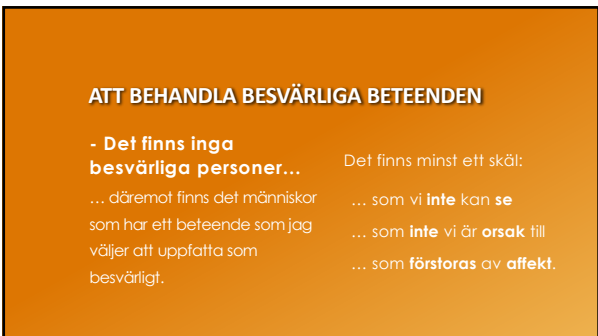 ATT BEHANDLA BESVÄRLIGA BETEENDEN
- Det finns inga
besvärliga personer…
… däremot finns det människor
som har ett beteende som jag
väljer att uppfatta som
besvärligt.
Det finns minst ett skäl:
… som vi inte kan se
… som inte vi är orsak till
… som förstoras av affekt.